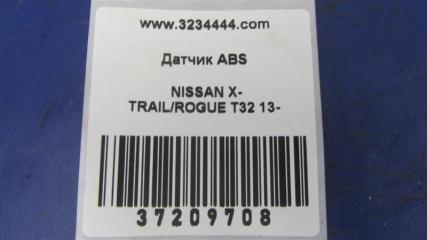 www.3234444.com
Датчик ABS
NISSAN X-
TRAIL/ROGUE T32 13-
37209708